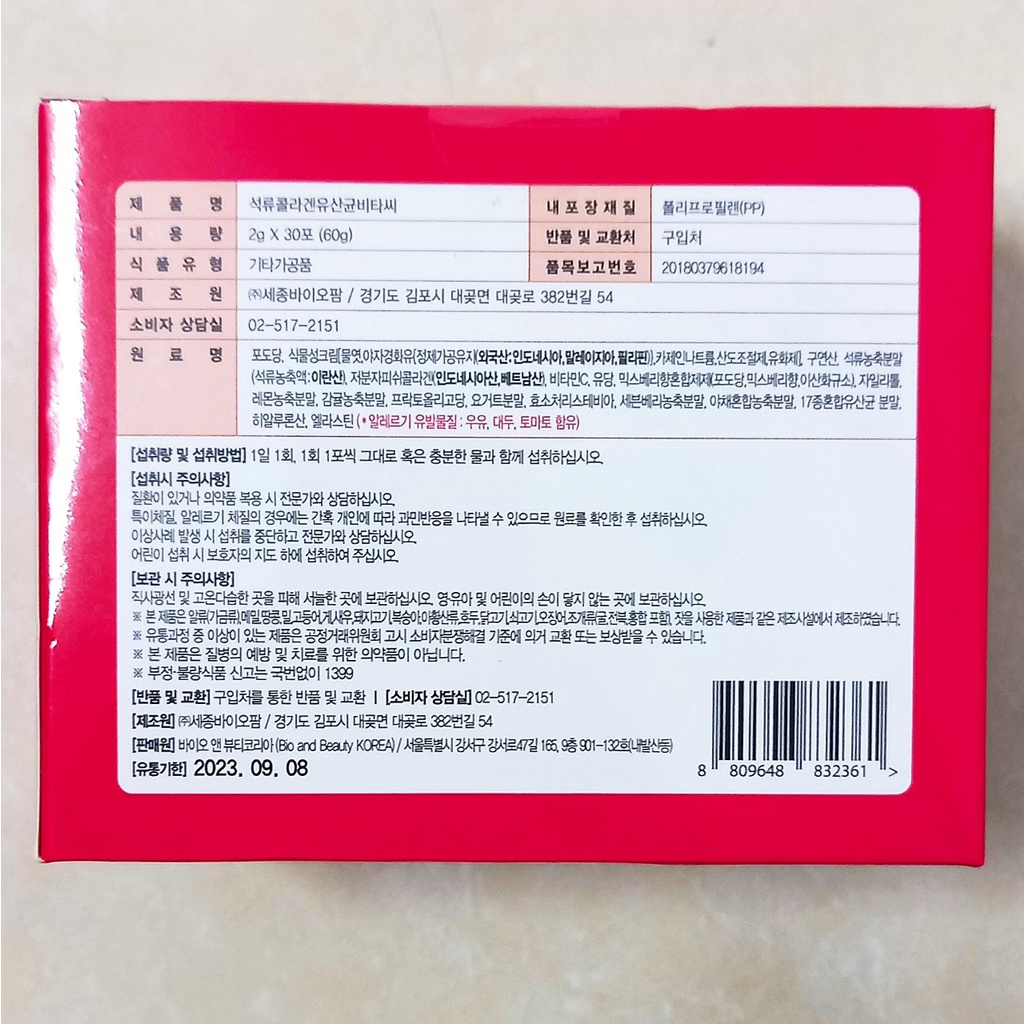 제 품 명 석류콜라겐유산균비타씨 내 포 장 재 질 폴리프로필렌(PP)
내 용 량 2g X 30포 (60g) 반품 및 교환처 구입처
식 품 유 형 기타가공품 품목보고번호 20180379618194
제 조 원 ㈜세종바이오팜 / 경기도 김포시 대곶면 대곶로 382번길 54
소비자 상담실 02-517-2151
원 료 명 포도당, 식물성크림[물엿,야자경화유{정제가공유지(외국산:인도네시아,말레이지아,필리핀)},카제인나트륨,산도조절제,유화제], 구연산, 석류농축분말
(석류농축액:이란산), 저분자피쉬콜라겐(인도네시아산,베트남산), 비타민C, 유당, 믹스베리향혼합제제(포도당,믹스베리향,이산화규소), 자일리톨,
레몬농축분말, 감귤농축분말, 프락토올리고당, 요거트분말, 효소처리스테비아, 세븐베리농축분말, 야채혼합농축분말, 17종혼합유산균 분말,
히알루론산, 엘라스틴 (*알레르기 유발물질 : 우유, 대두, 토마토 함유)
[섭취량 및 섭취방법] 1일 1회, 1회 1포씩 그대로 혹은 충분한 물과 함께 섭취하십시오.
[섭취시 주의사항]
질환이 있거나 의약품 복용 시 전문가와 상담하십시오.
특이체질, 알레르기 체질의 경우에는 간혹 개인에 따라 과민반응을 나타낼 수 있으므로 원료를 확인한 후 섭취하십시오.
이상사례 발생 시 섭취를 중단하고 전문가와 상담하십시오.
어린이 섭취 시 보호자의 지도 하에 섭취하여 주십시오.
[보관 시 주의사항]
직사광선 및 고온다습한 곳을 피해 서늘한 곳에 보관하십시오. 영·유아 및 어린이의 손이 닿지 않는 곳에 보관하십시오.
※ 본 제품은 알류(가금류),메밀,땅콩,밀,고등어,게,새우,돼지고기,복숭아,아황산류,호두,닭고기,쇠고기,오징어,조개류(굴,전복,홍합 포함), 잣을 사용한 제품과 같은 제조시설에서 제조하였습니다.
※ 유통과정 중 이상이 있는 제품은 공정거래위원회 고시 소비자분쟁해결 기준에 의거 교환 또는 보상받을 수 있습니다.
※ 본 제품은 질병의 예방 및 치료를 위한 의약품이 아닙니다.
※ 부정·불량식품 신고는 국번없이 1399
[반품 및 교환] 구입처를 통한 반품 및 교환 | [소비자 상담실] 02-517-2151
[제조원] ㈜세종바이오팜 / 경기도 김포시 대곶면 대곶로 382번길 54
[판매원] 바이오 앤 뷰티코리아 (Bio and Beauty KOREA) / 서울특별시 강서구 강서로47길 165, 9층 901-132호(내발산동)
[유통기한] 2023. 09. 08
8 809648 832361 >